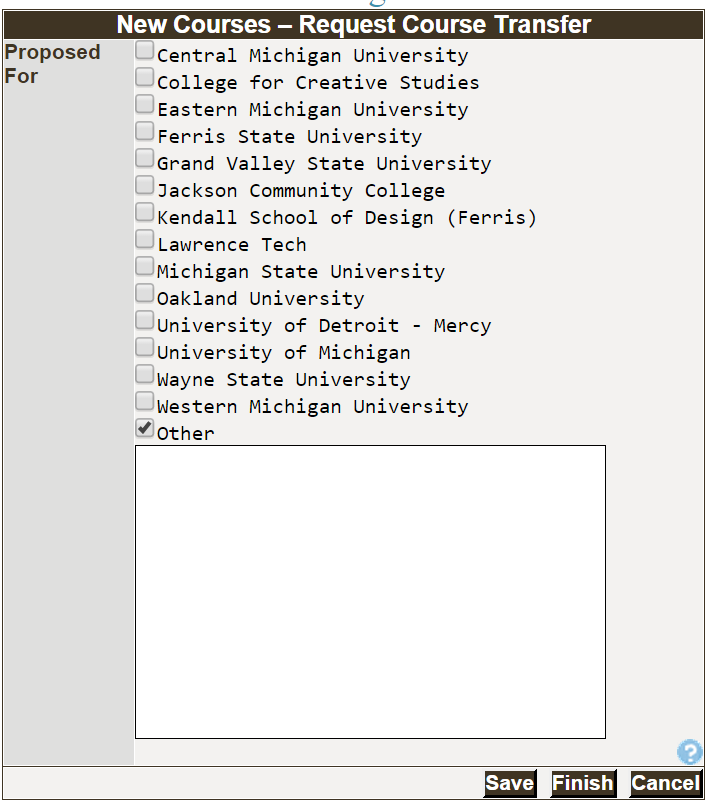 New Courses – Request Course Transfer
Proposed
For
Central Michigan University
College for Creative Studies
Eastern Michigan University
Ferris State University
Grand Valley State University
Jackson Community College
Kendall School of Design (Ferris)
Lawrence Tech
Michigan State University
Oakland University
University of Detroit - Mercy
University of Michigan
Wayne State University
Western Michigan University
Other
?
Save Finish Cancel